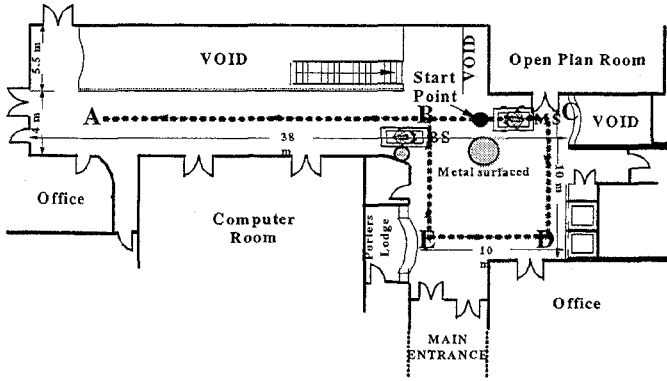 5.5 m
4 m
VOID
VOID
Start
Point
Open Plan Room
A
B
MS
C
VOID
BS
38
m
Metal surfaced
10 m
Office
Computer
Room
Porters
Lodge
E
D
10
m
Office
MAIN
ENTRANCE